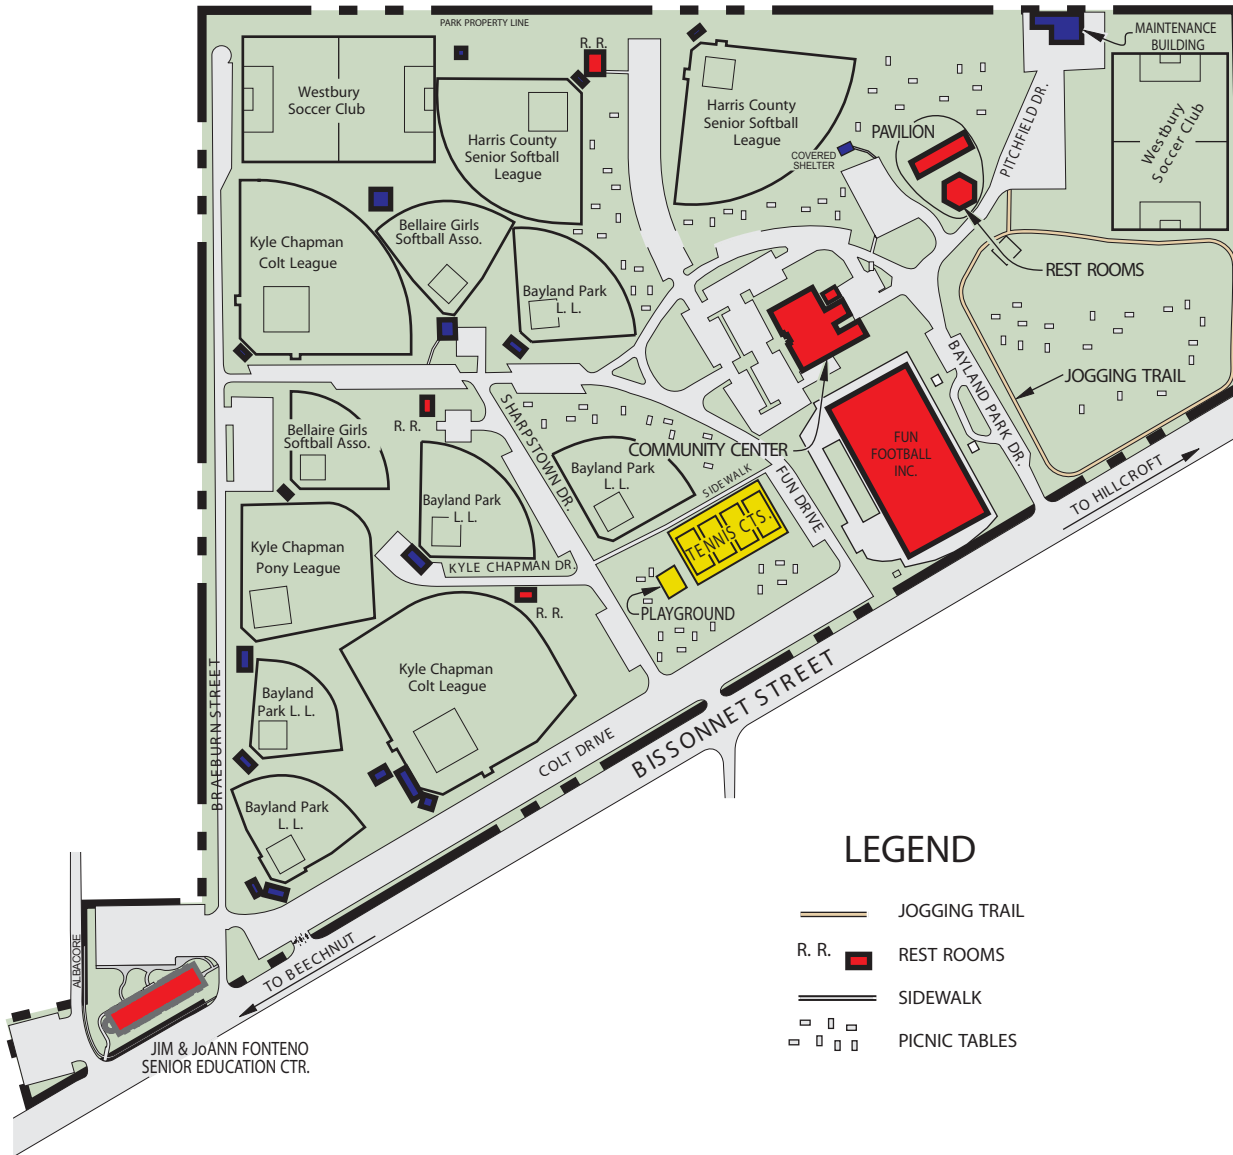 PARK PROPERTY LINE
MAINTENANCE
BUILDING
R. R.
Westbury
Soccer Club
Harris County
Senior Softball
League
Harris County
Senior Softball
League
PAVILION
COVERED
SHELTER
PITCHFIELD DR.
Westbury
Soccer Club
Kyle Chapman
Colt League
Bellaire Girls
Softball Asso.
Bayland Park
L. L.
REST ROOMS
BAYLAND PARK DR.
JOGGING TRAIL
SHARPSTOWN DR.
R. R.
Bellaire Girls
Softball Asso.
COMMUNITY CENTER
FUN
FOOTBALL
INC.
Bayland Park
L. L.
SIDEWALK
FUN DRIVE
TO HILLCROFT
Bayland Park
L. L.
TENNIS CTS.
Kyle Chapman
Pony League
KYLE CHAPMAN DR.
R. R.
PLAYGROUND
Kyle Chapman
Colt League
Bayland
Park L. L.
BRAEBURN STREET
BISSONNET STREET
COLT DRIVE
Bayland Park
L. L.
TO BEECHNUT
ALBACORE
JIM & JoANN FONTENO
SENIOR EDUCATION CTR.
LEGEND
JOGGING TRAIL
R. R. REST ROOMS
SIDEWALK
PICNIC TABLES